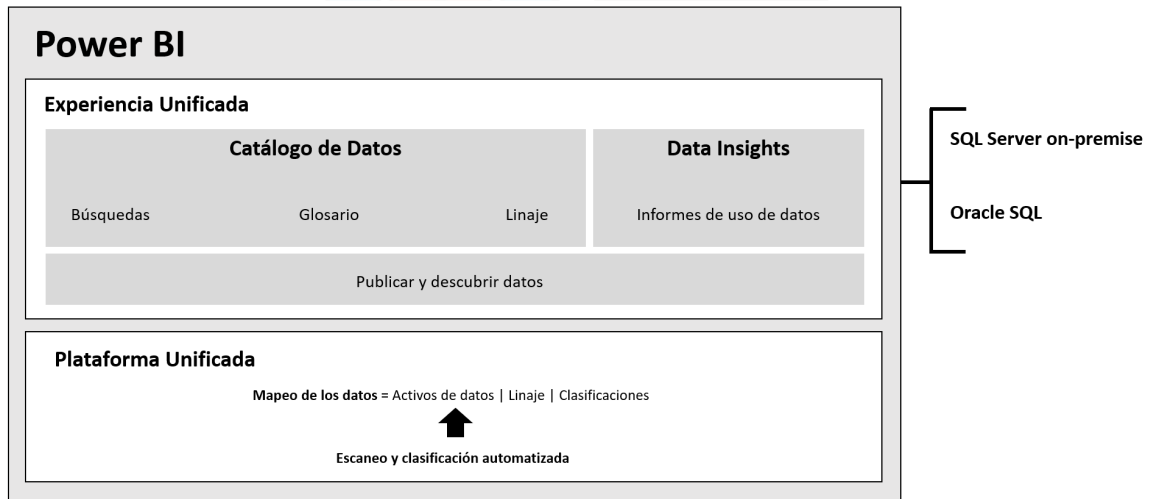 Power BI
Experiencia Unificada
Catálogo de Datos
Búsquedas
Glosario
Linaje
Data Insights
Informes de uso de datos
Publicar y descubrir datos
Plataforma Unificada
Mapeo de los datos = Activos de datos | Linaje | Clasificaciones
Escaneo y clasificación automatizada
SQL Server on-premise
Oracle SQL